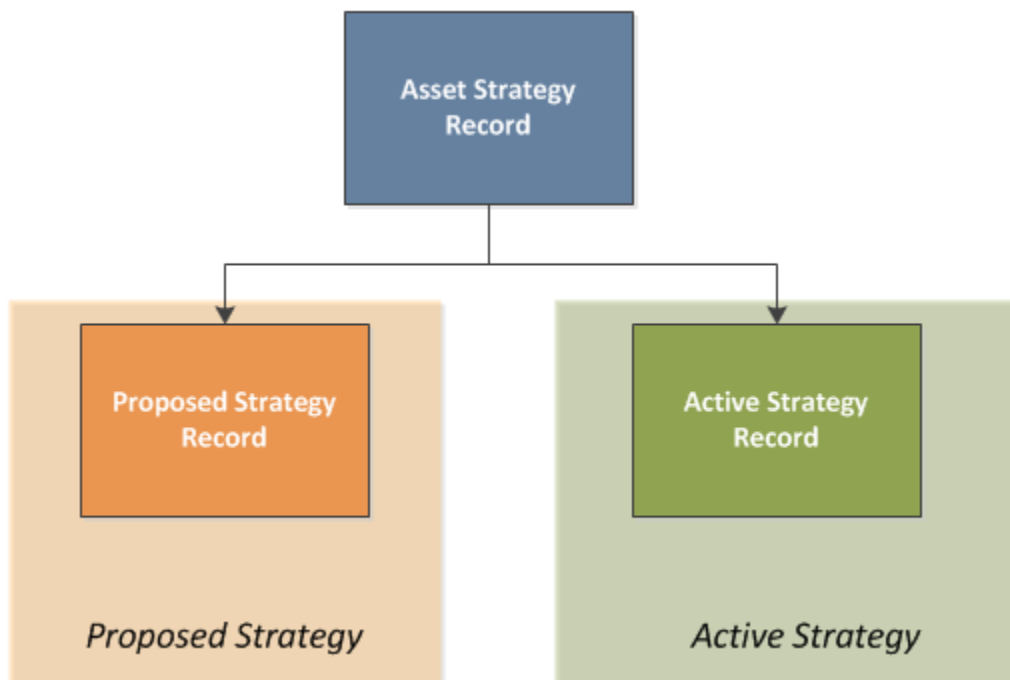 Asset Strategy
Record
Proposed Strategy
Record
Active Strategy
Record
Proposed Strategy
Active Strategy